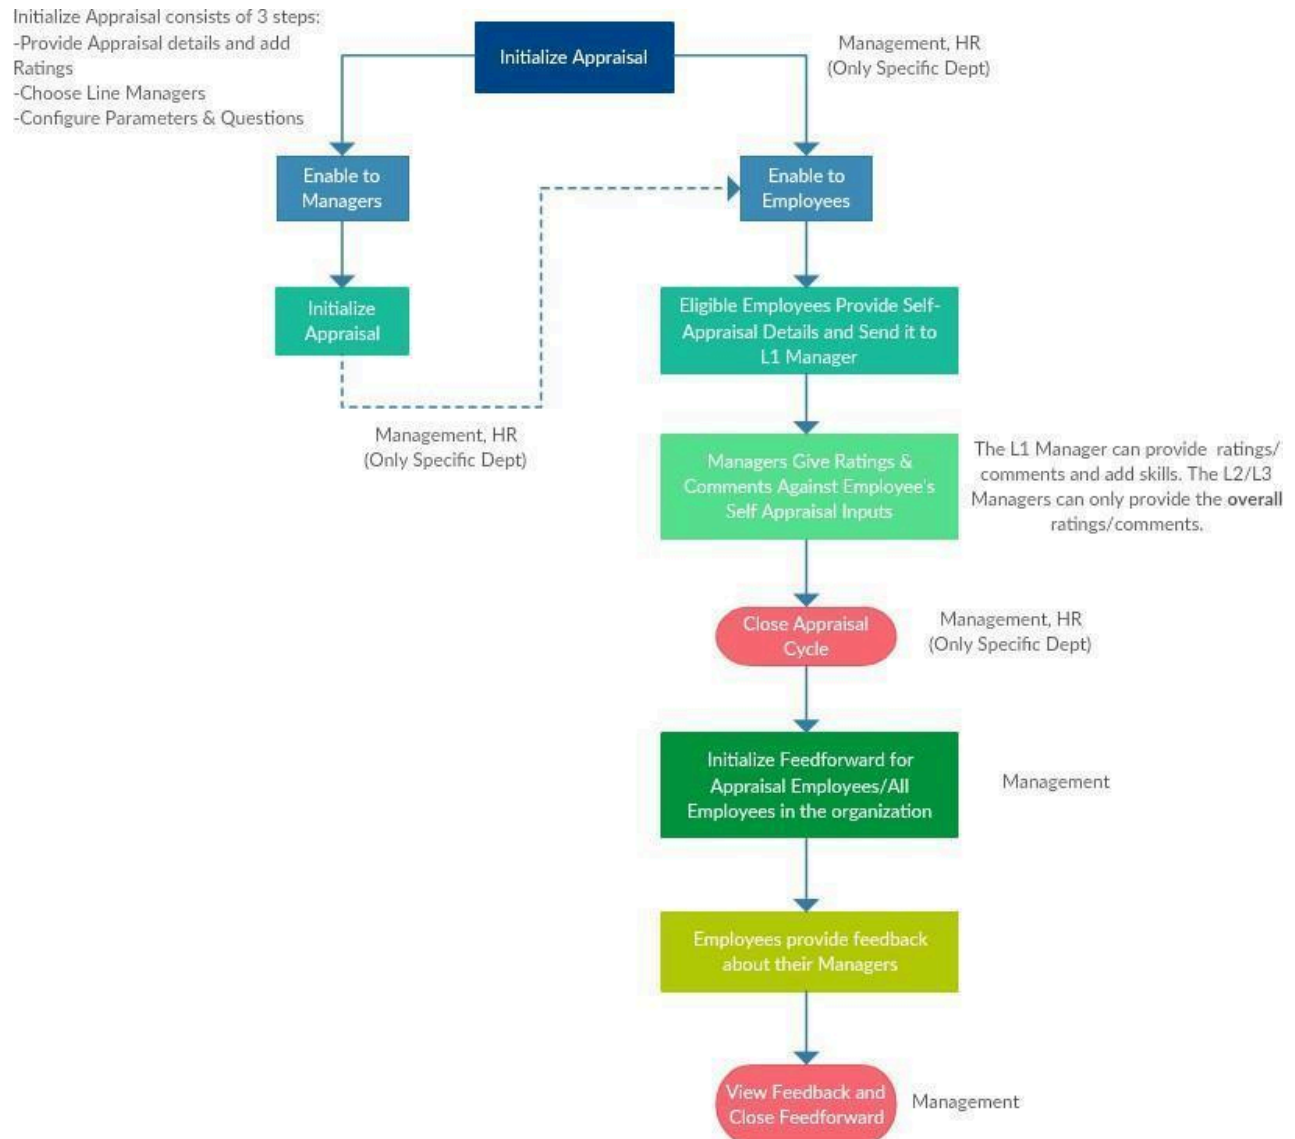 Initialize Appraisal consists of 3 steps:
-Provide Appraisal details and add
Ratings
-Choose Line Managers
-Configure Parameters & Questions
Initialize Appraisal
Management, HR
(Only Specific Dept)
Enable to
Managers
Enable to
Employees
Initialize
Appraisal
Eligible Employees Provide Self-
Appraisal Details and Send it to
L1 Manager
Management, HR
(Only Specific Dept)
Managers Give Ratings &
Comments Against Employee's
Self Appraisal Inputs
The L1 Manager can provide ratings/
comments and add skills. The L2/L3
Managers can only provide the overall
ratings/comments.
Close Appraisal
Cycle
Management, HR
(Only Specific Dept)
Initialize Feedforward for
Appraisal Employees/All
Employees in the organization
Management
Employees provide feedback
about their Managers
View Feedback and
Close Feedforward
Management